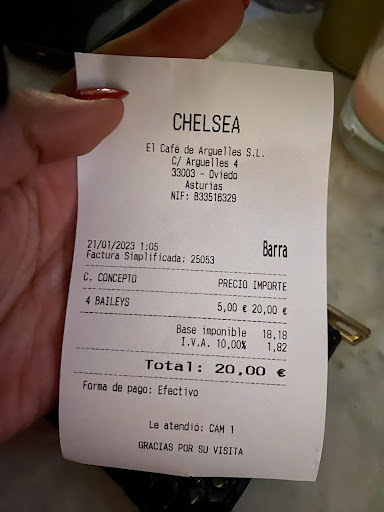 CHELSEA
El Café de Arguelles S.L.
C/ Arguelles 4
33003 - Oviedo
Asturias
NIF: B33516329
21/01/2023 1:05 Barra
Factura Simplificada: 25053
C. CONCEPTO PRECIO IMPORTE
4 BAILEYS 5,00 € 20,00 €
Base imponible 18,18
I.V.A. 10,00% 1,82
Total: 20,00 €
Forma de pago: Efectivo
Le atendió: CAM 1
GRACIAS POR SU VISITA